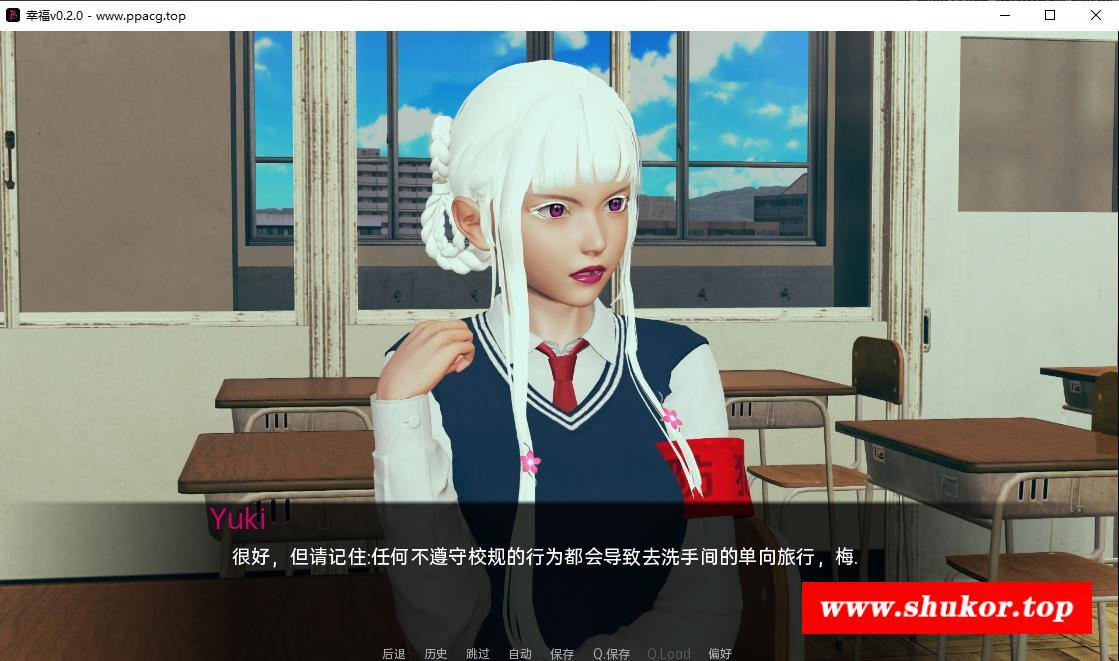 幸福v0.2.0 - www.ppacg.top
Yuki
很好，但请记住:任何不遵守校规的行为都会导致去洗手间的单向旅行，梅.
www.shukor.top
后退 历史 跳过 自动 保存 Q.保存 Q.Load 偏好